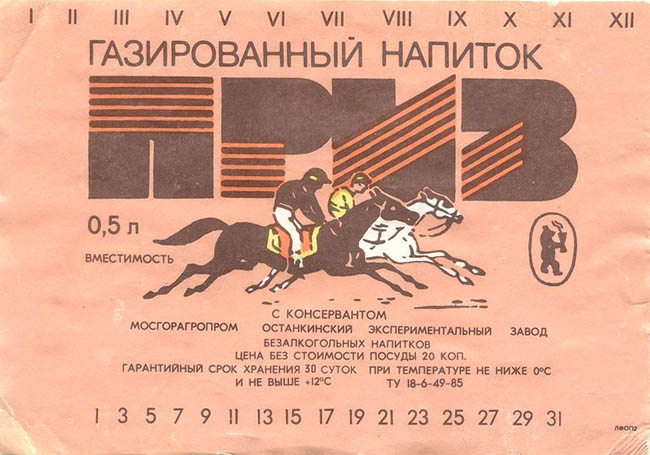 I II III IV V VI VII VIII IX X XI XII
ГАЗИРОВАННЫЙ НАПИТОК
ПРИЗ
0,5 л
ВМЕСТИМОСТЬ
С КОНСЕРВАНТОМ
МОСГОРАГРОПРОМ ОСТАНКИНСКИЙ ЭКСПЕРИМЕНТАЛЬНЫЙ ЗАВОД
БЕЗАЛКОГОЛЬНЫХ НАПИТКОВ
ЦЕНА БЕЗ СТОИМОСТИ ПОСУДЫ 20 КОП.
ГАРАНТИЙНЫЙ СРОК ХРАНЕНИЯ 30 СУТОК ПРИ ТЕМПЕРАТУРЕ НЕ НИЖЕ 0°С
И НЕ ВЫШЕ +12°С ТУ 18-6-49-85
1 3 5 7 9 11 13 15 17 19 21 23 25 27 29 31
ЛФОП2